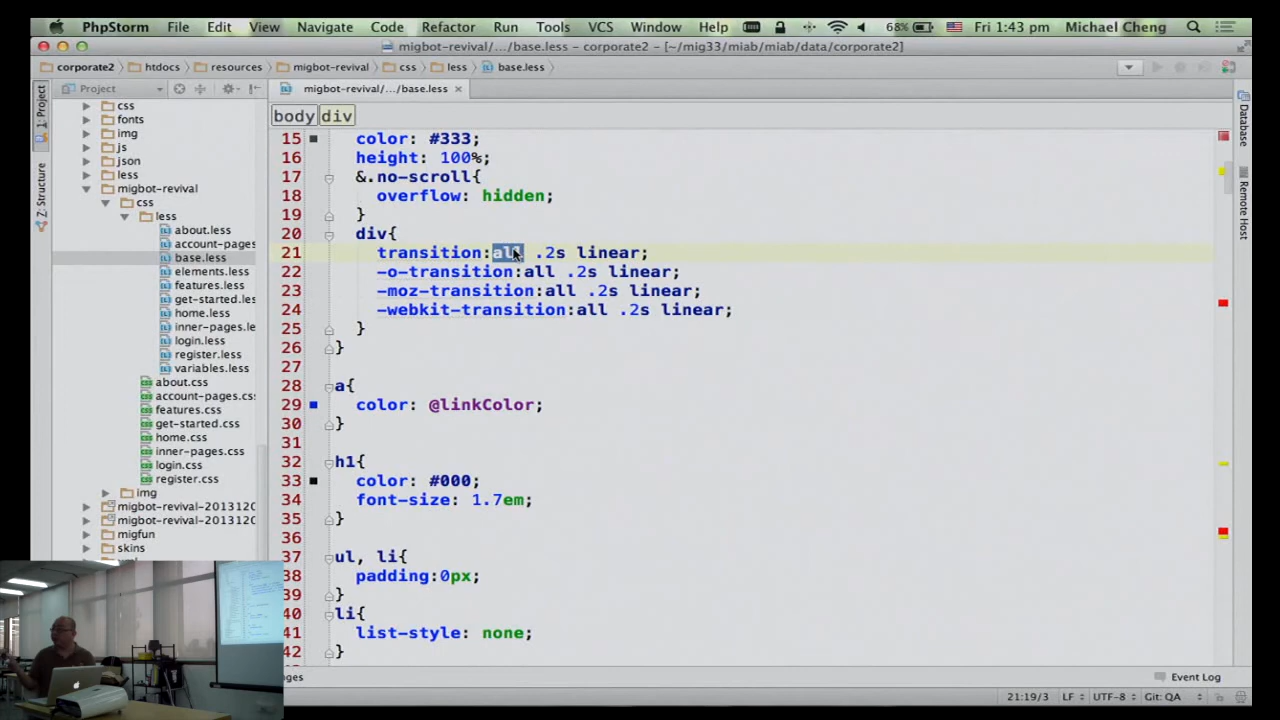 PhpStorm File Edit View Navigate Code Refactor Run Tools VCS Window Help 68% Fri 1:43 pm Michael Cheng
migbot-revival/.../base.less - corporate2 - [~/mig33/miab/miab/data/corporate2]
corporate2 htdocs resources migbot-revival css less base.less
Project
migbot-revival/.../base.less
1: Project
Z: Structure
css
fonts
img
js
json
less
migbot-revival
css
less
about.less
account-pages
base.less
elements.less
features.less
get-started.les
home.less
inner-pages.le
login.less
register.less
variables.less
about.css
account-pages.css
features.css
get-started.css
home.css
inner-pages.css
login.css
register.css
img
migbot-revival-2013120
migbot-revival-2013120
migfun
skins
body div
15 color: #333;
16 height: 100%;
17 &.no-scroll{
18 overflow: hidden;
19 }
20 div{
21 transition:all .2s linear;
22 -o-transition:all .2s linear;
23 -moz-transition:all .2s linear;
24 -webkit-transition:all .2s linear;
25 }
26 }
27
28 a{
29 color: @linkColor;
30 }
31
32 h1{
33 color: #000;
34 font-size: 1.7em;
35 }
36
37 ul, li{
38 padding:0px;
39 }
40 li{
41 list-style: none;
42 }
Database
Remote Host
nges
Event Log
21:19/3 LF UTF-8 Git: QA